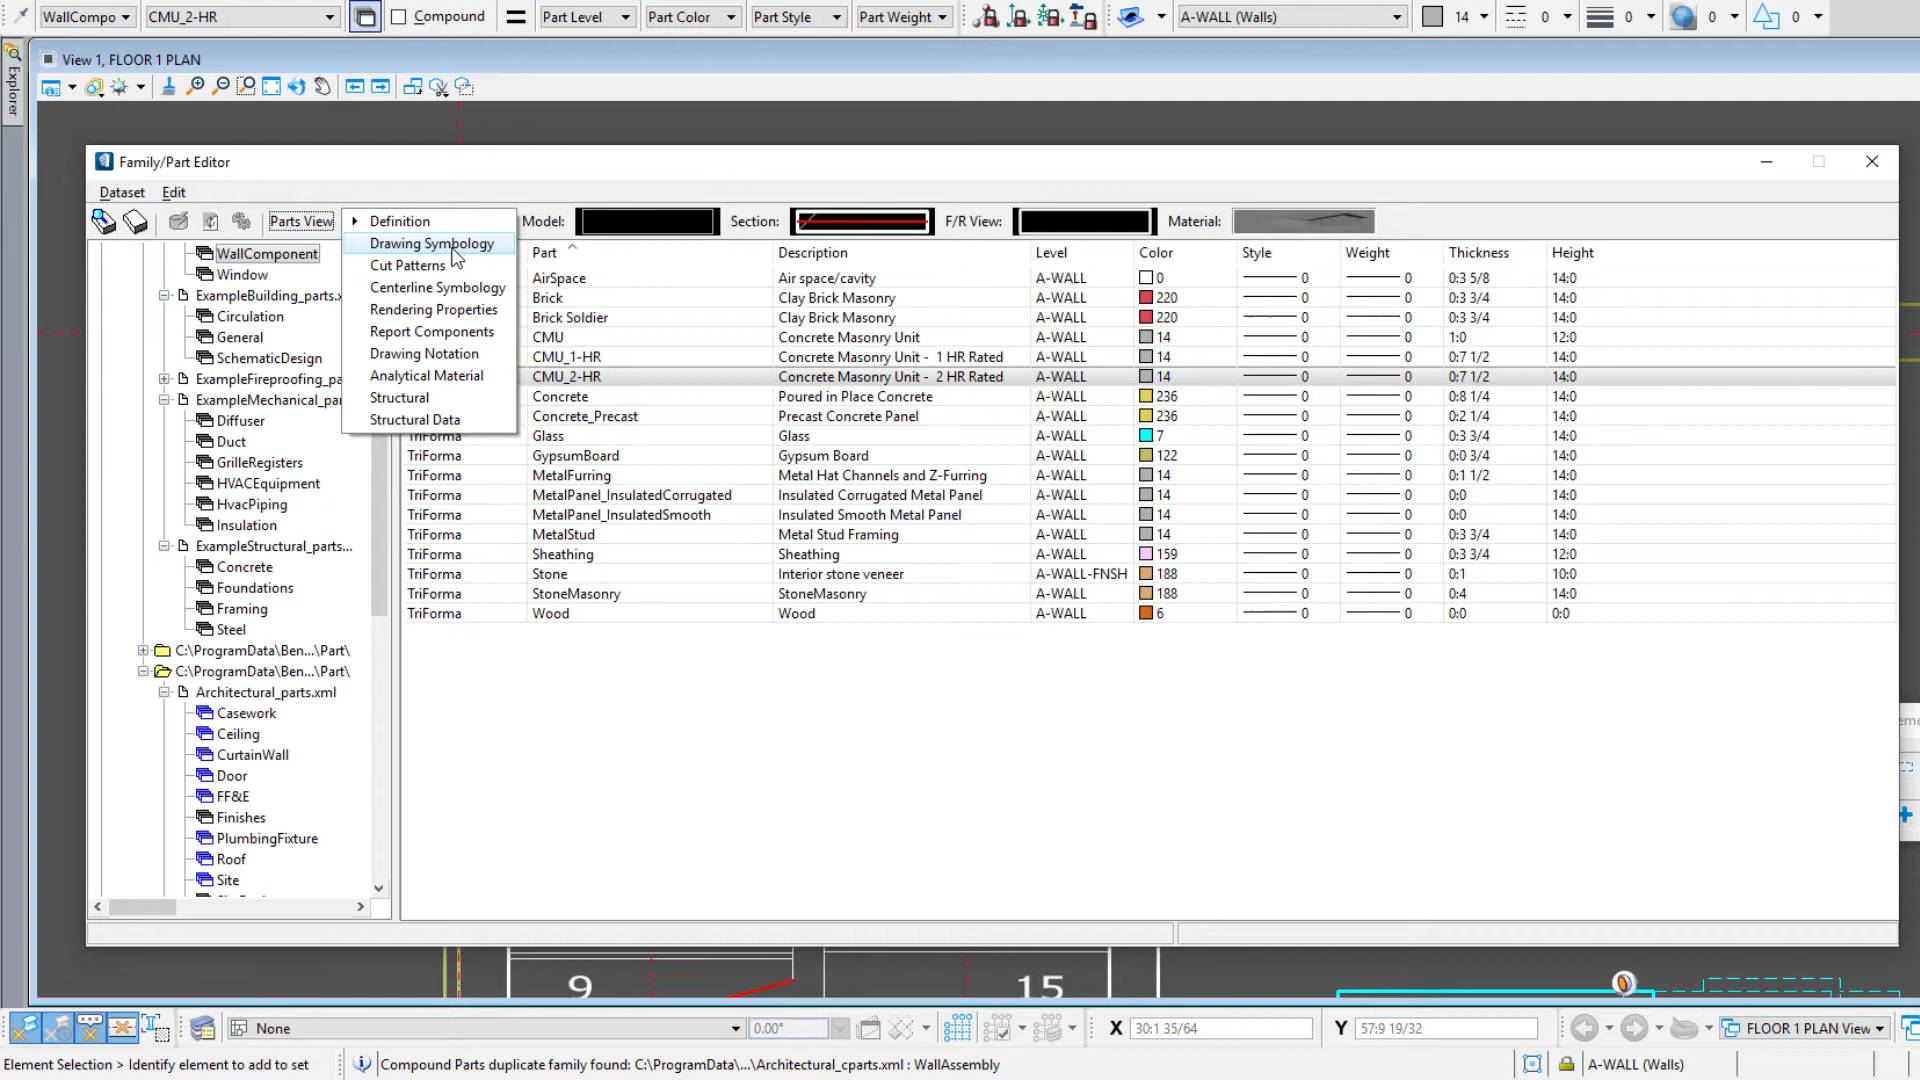 WallCompo CMU_2-HR Compound Part Level Part Color Part Style Part Weight A-WALL (Walls) 14 0 0 0 0
Explorer
View 1, FLOOR 1 PLAN
Family/Part Editor
Dataset Edit
Parts View Model: Section: F/R View: Material:
Definition
Drawing Symbology
Cut Patterns
Centerline Symbology
Rendering Properties
Report Components
Drawing Notation
Analytical Material
Structural
Structural Data
WallComponent
Window
ExampleBuilding_parts.x
Circulation
General
SchematicDesign
ExampleFireproofing_pa
ExampleMechanical_par
Diffuser
Duct
GrilleRegisters
HVACEquipment
HvacPiping
Insulation
ExampleStructural_parts...
Concrete
Foundations
Framing
Steel
C:\ProgramData\Ben...\Part\
C:\ProgramData\Ben...\Part\
Architectural_parts.xml
Casework
Ceiling
CurtainWall
Door
FF&E
Finishes
PlumbingFixture
Roof
Site
Part Description Level Color Style Weight Thickness Height
AirSpace Air space/cavity A-WALL 0 0 0 0:3 5/8 14:0
Brick Clay Brick Masonry A-WALL 220 0 0 0:3 3/4 14:0
Brick Soldier Clay Brick Masonry A-WALL 220 0 0 0:3 3/4 14:0
CMU Concrete Masonry Unit A-WALL 14 0 0 1:0 12:0
CMU_1-HR Concrete Masonry Unit - 1 HR Rated A-WALL 14 0 0 0:7 1/2 14:0
CMU_2-HR Concrete Masonry Unit - 2 HR Rated A-WALL 14 0 0 0:7 1/2 14:0
Concrete Poured in Place Concrete A-WALL 236 0 0 0:8 1/4 14:0
Concrete_Precast Precast Concrete Panel A-WALL 236 0 0 0:2 1/4 14:0
TriForma Glass Glass A-WALL 7 0 0 0:3 3/4 14:0
TriForma GypsumBoard Gypsum Board A-WALL 122 0 0 0:0 3/4 14:0
TriForma MetalFurring Metal Hat Channels and Z-Furring A-WALL 14 0 0 0:1 1/2 14:0
TriForma MetalPanel_InsulatedCorrugated Insulated Corrugated Metal Panel A-WALL 14 0 0 0:0 14:0
TriForma MetalPanel_InsulatedSmooth Insulated Smooth Metal Panel A-WALL 14 0 0 0:0 14:0
TriForma MetalStud Metal Stud Framing A-WALL 14 0 0 0:3 3/4 14:0
TriForma Sheathing Sheathing A-WALL 159 0 0 0:3 3/4 12:0
TriForma Stone Interior stone veneer A-WALL-FNSH 188 0 0 0:1 10:0
TriForma StoneMasonry StoneMasonry A-WALL 188 0 0 0:4 14:0
TriForma Wood Wood A-WALL 6 0 0 0:0 0:0
9 15
None 0.00° X 30:1 35/64 Y 57:9 19/32 FLOOR 1 PLAN View
Element Selection > Identify element to add to set Compound Parts duplicate family found: C:\ProgramData\...\Architectural_cparts.xml : WallAssembly A-WALL (Walls)